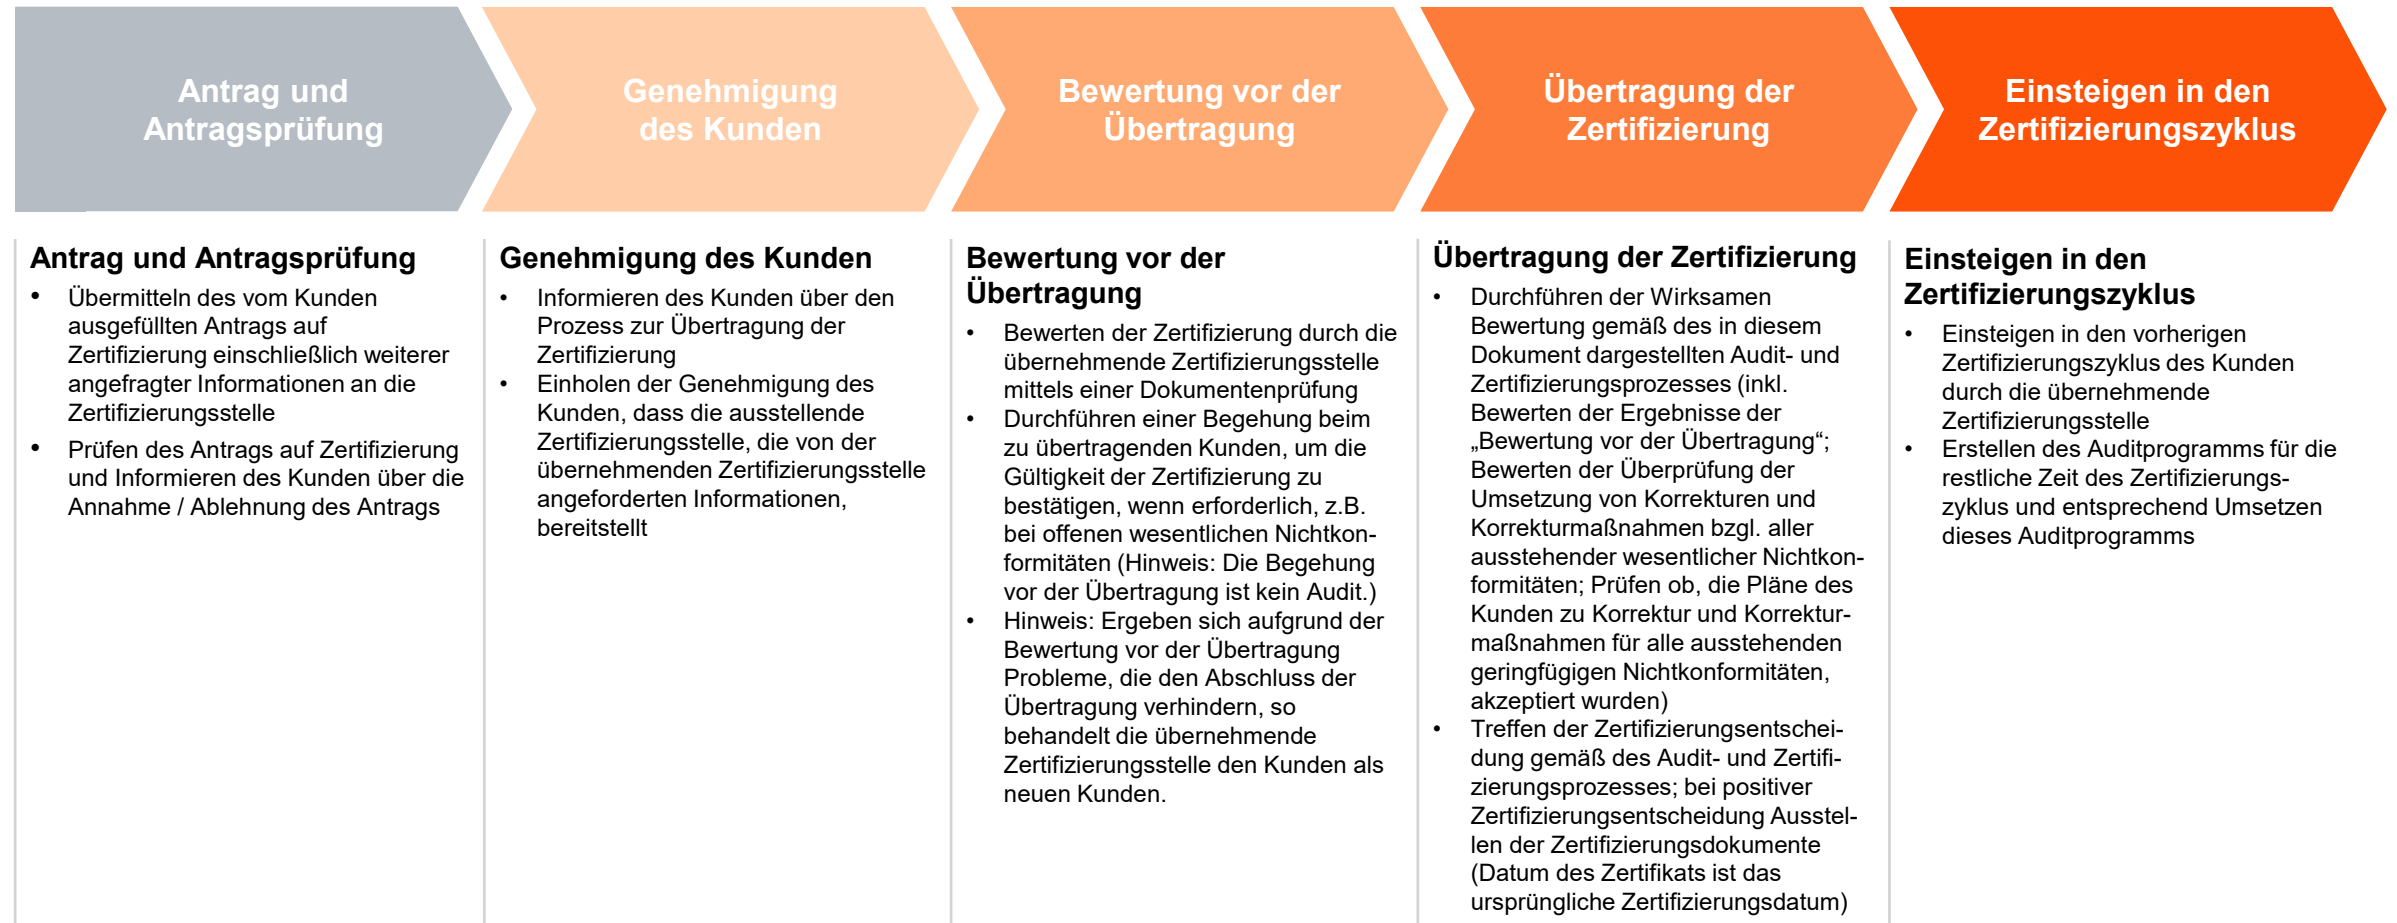 Antrag und
Antragsprüfung
Genehmigung
des Kunden
Bewertung vor der
Übertragung
Übertragung der
Zertifizierung
Einsteigen in den
Zertifizierungszyklus
Antrag und Antragsprüfung
• Übermitteln des vom Kunden
ausgefüllten Antrags auf
Zertifizierung einschließlich weiterer
angefragter Informationen an die
Zertifizierungsstelle
• Prüfen des Antrags auf Zertifizierung
und Informieren des Kunden über die
Annahme / Ablehnung des Antrags
Genehmigung des Kunden
• Informieren des Kunden über den
Prozess zur Übertragung der
Zertifizierung
• Einholen der Genehmigung des
Kunden, dass die ausstellende
Zertifizierungsstelle, die von der
übernehmenden Zertifizierungsstelle
angeforderten Informationen,
bereitstellt
Bewertung vor der
Übertragung
• Bewerten der Zertifizierung durch die
übernehmende Zertifizierungsstelle
mittels einer Dokumentenprüfung
• Durchführen einer Begehung beim
zu übertragenden Kunden, um die
Gültigkeit der Zertifizierung zu
bestätigen, wenn erforderlich, z.B.
bei offenen wesentlichen Nichtkon-
formitäten (Hinweis: Die Begehung
vor der Übertragung ist kein Audit.)
• Hinweis: Ergeben sich aufgrund der
Bewertung vor der Übertragung
Probleme, die den Abschluss der
Übertragung verhindern, so
behandelt die übernehmende
Zertifizierungsstelle den Kunden als
neuen Kunden.
Übertragung der Zertifizierung
• Durchführen der Wirksamen
Bewertung gemäß des in diesem
Dokument dargestellten Audit- und
Zertifizierungsprozesses (inkl.
Bewerten der Ergebnisse der
„Bewertung vor der Übertragung“;
Bewerten der Überprüfung der
Umsetzung von Korrekturen und
Korrekturmaßnahmen bzgl. aller
ausstehender wesentlicher Nichtkon-
formitäten; Prüfen ob, die Pläne des
Kunden zu Korrektur und Korrektur-
maßnahmen für alle ausstehenden
geringfügigen Nichtkonformitäten,
akzeptiert wurden)
• Treffen der Zertifizierungsentschei-
dung gemäß des Audit- und Zertifi-
zierungsprozesses; bei positiver
Zertifizierungsentscheidung Ausstel-
len der Zertifizierungsdokumente
(Datum des Zertifikats ist das
ursprüngliche Zertifizierungsdatum)
Einsteigen in den
Zertifizierungszyklus
• Einsteigen in den vorherigen
Zertifizierungszyklus des Kunden
durch die übernehmende
Zertifizierungsstelle
• Erstellen des Auditprogramms für die
restliche Zeit des Zertifizierungs-
zyklus und entsprechend Umsetzen
dieses Auditprogramms